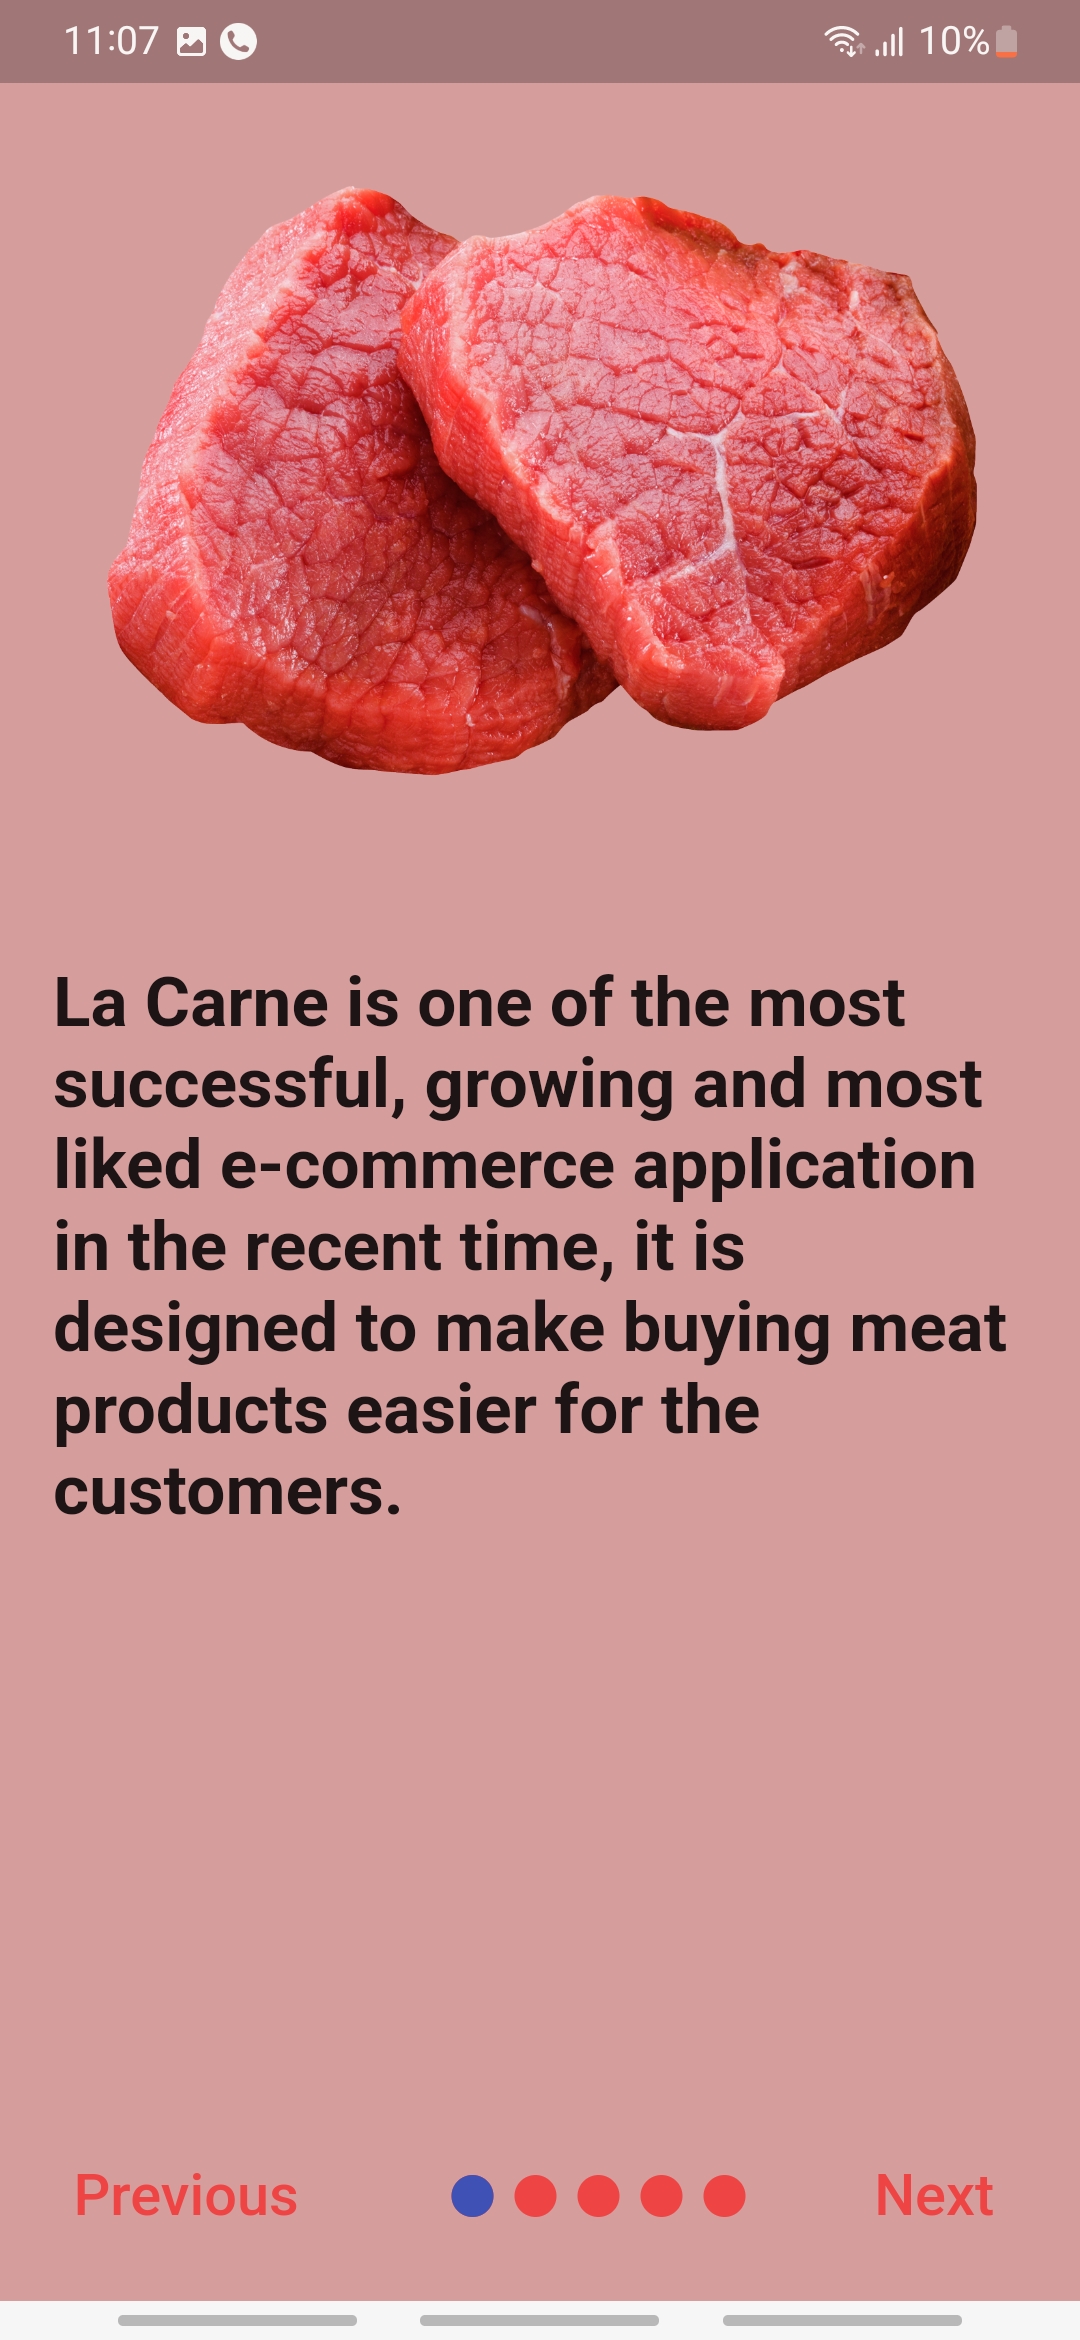 11:07 10%
La Carne is one of the most
successful, growing and most
liked e-commerce application
in the recent time, it is
designed to make buying meat
products easier for the
customers.
Previous Next